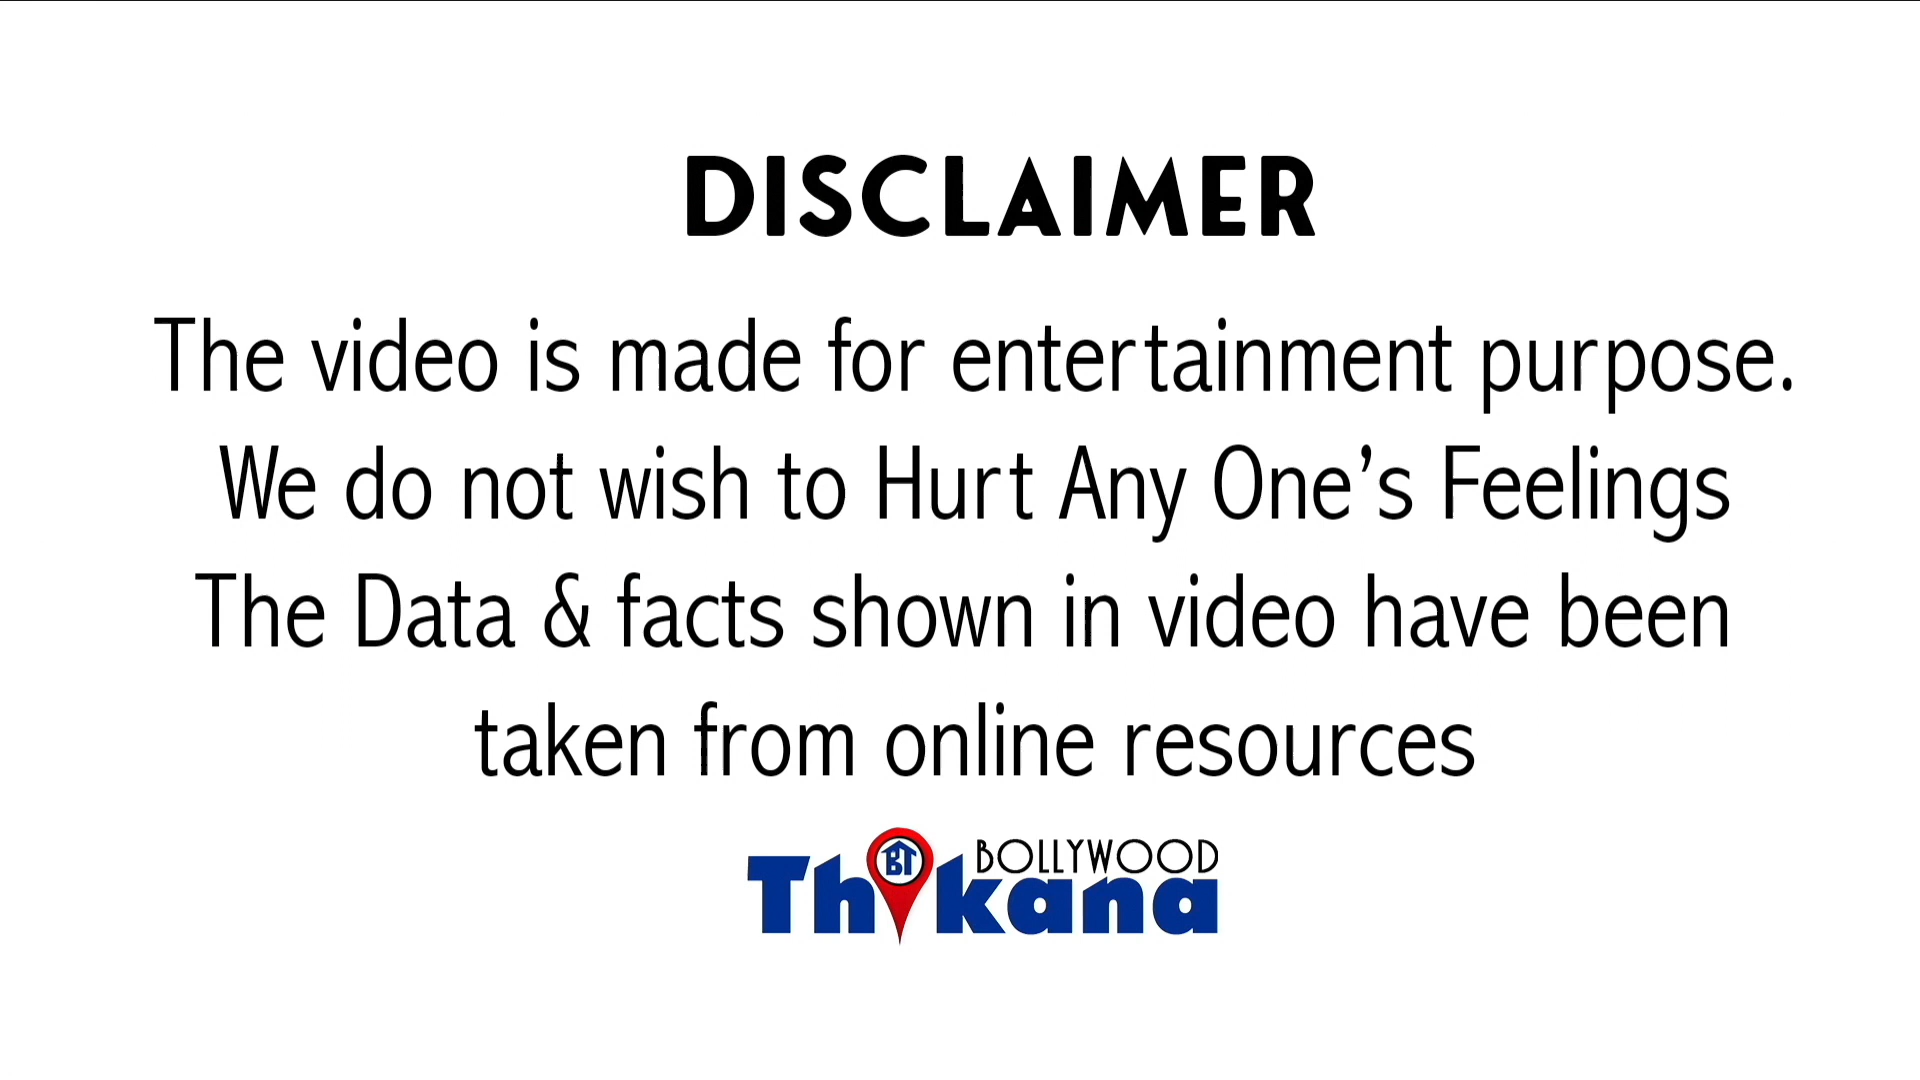 DISCLAIMER
The video is made for entertainment purpose.
We do not wish to Hurt Any One’s Feelings
The Data & facts shown in video have been
taken from online resources
BOLLYWOOD
BT
Thikana